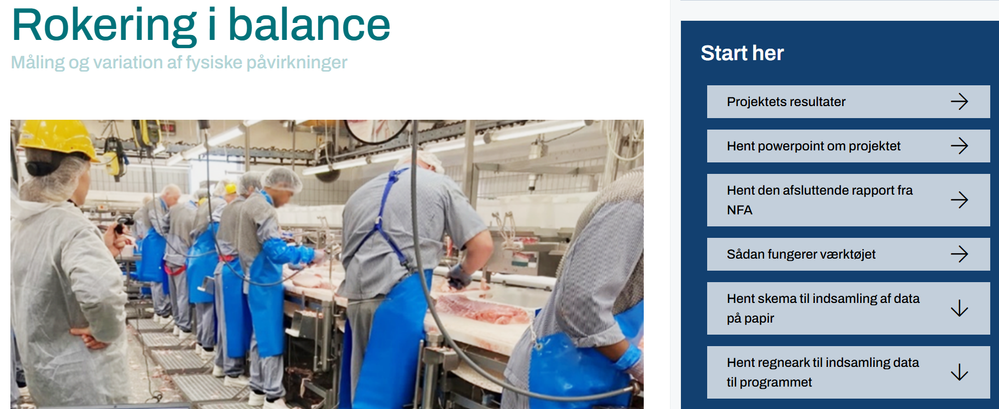 Rokering i balance
Måling og variation af fysiske påvirkninger
Start her
Projektets resultater
Hent powerpoint om projektet
Hent den afsluttende rapport fra
NFA
Sådan fungerer værktøjet
Hent skema til indsamling af data
på papir
Hent regneark til indsamling data
til programmet